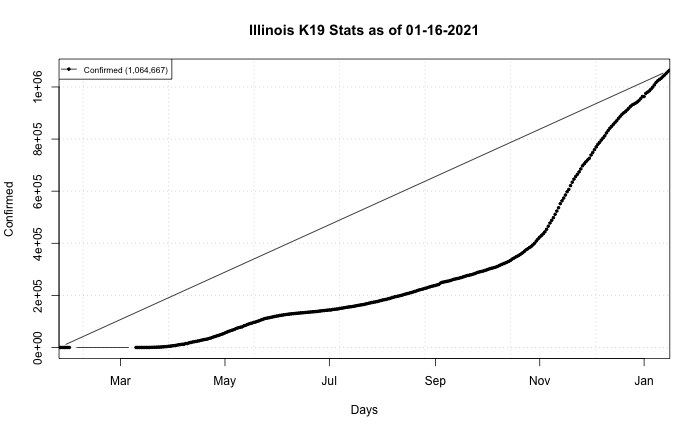 Illinois K19 Stats as of 01-16-2021
Confirmed (1,064,667)
1e+06
8e+05
6e+05
4e+05
2e+05
0e+00
Confirmed
Mar May Jul Sep Nov Jan
Days